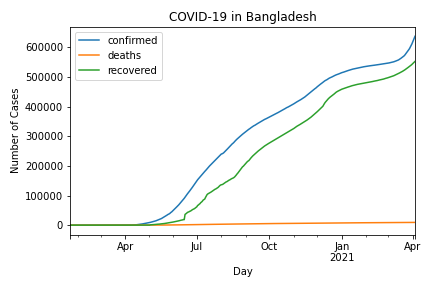 COVID-19 in Bangladesh
confirmed
deaths
recovered
Number of Cases
600000
500000
400000
300000
200000
100000
0
Apr
Jul
Oct
Jan
2021
Apr
Day